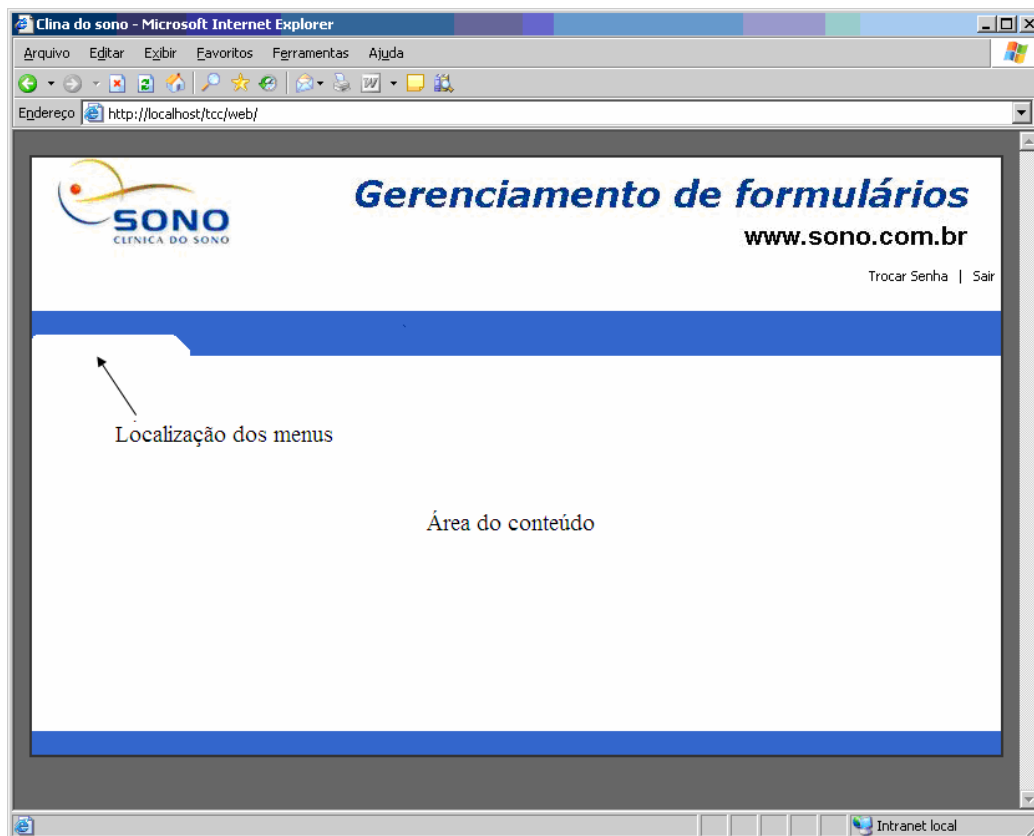 Clina do sono - Microsoft Internet Explorer
Arquivo Editar Exibir Favoritos Ferramentas Ajuda
Endereço http://localhost/tcc/web/
Gerenciamento de formulários
SONO
CLÍNICA DO SONO
www.sono.com.br
Trocar Senha | Sair
Localização dos menus
Área do conteúdo
Intranet local